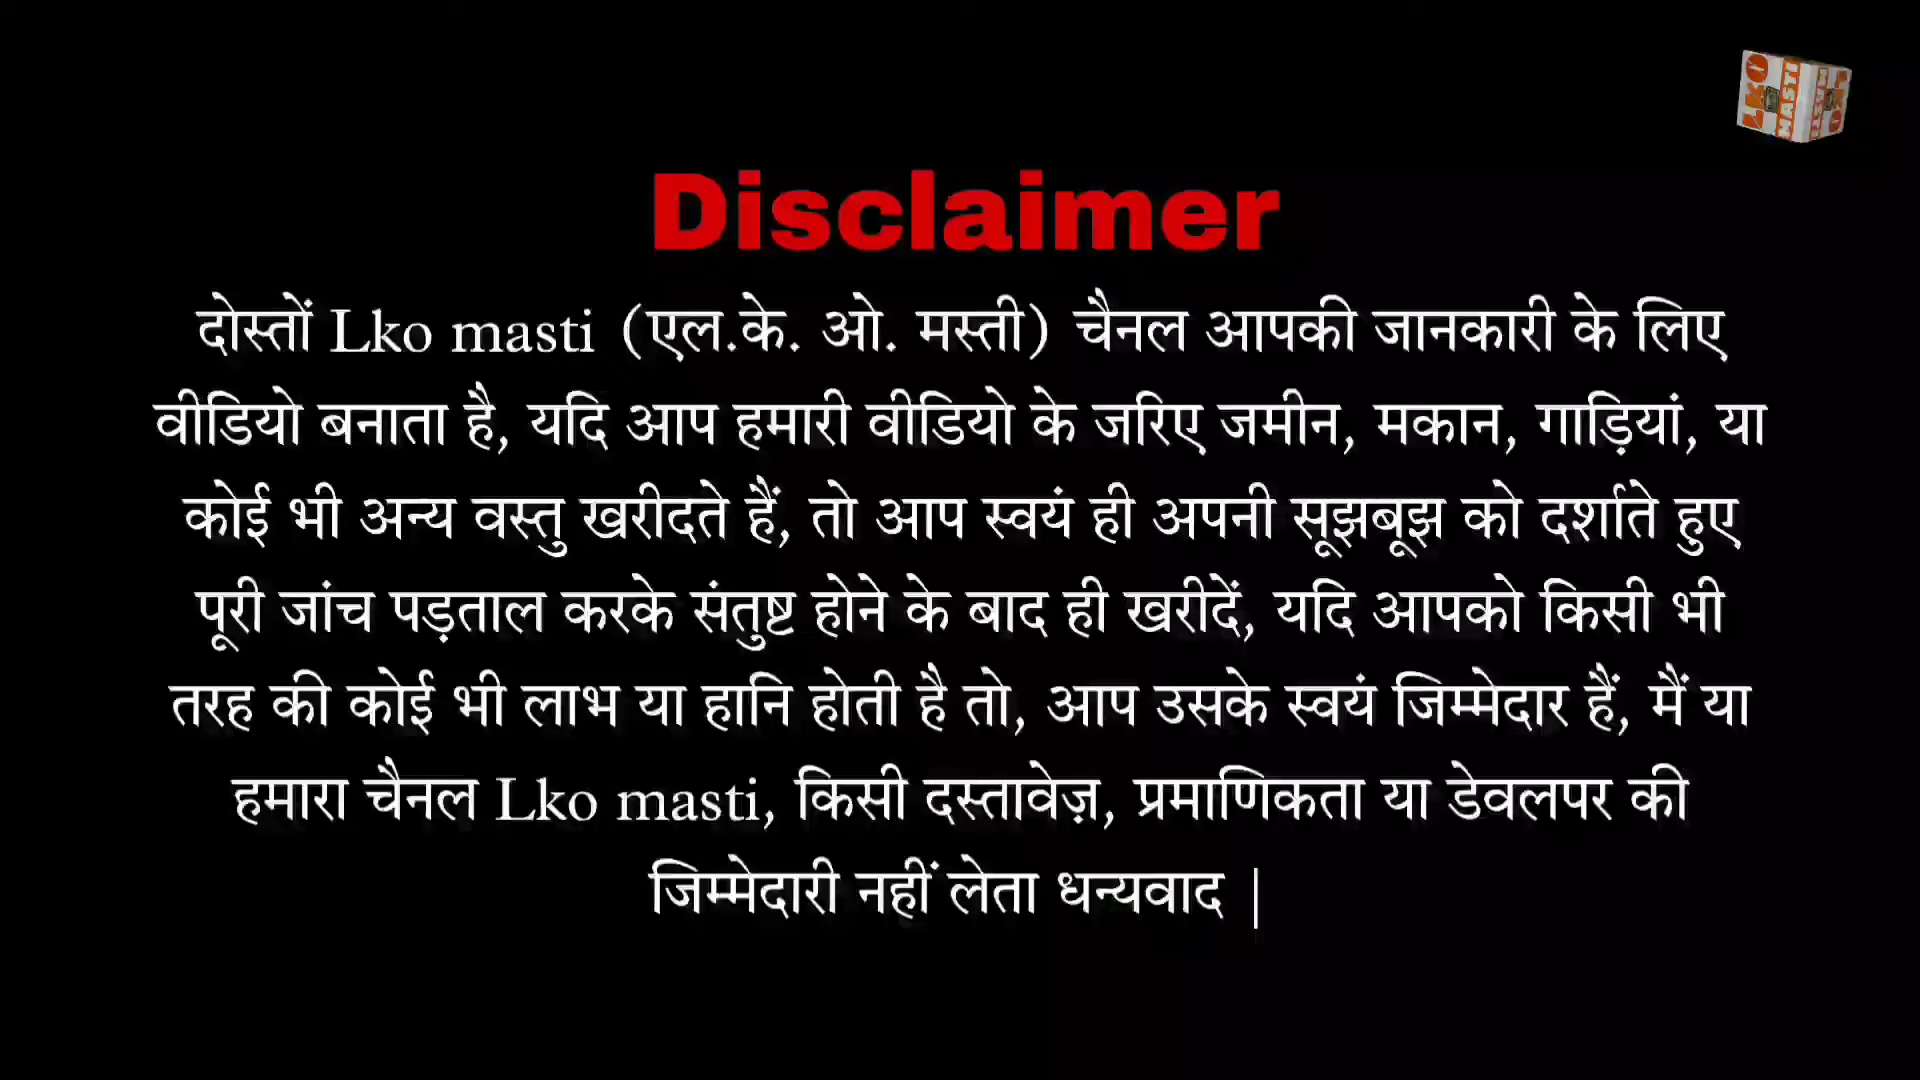 LKO MASTI
Disclaimer
दोस्तों Lko masti (एल.के. ओ. मस्ती) चैनल आपकी जानकारी के लिए
वीडियो बनाता है, यदि आप हमारी वीडियो के जरिए जमीन, मकान, गाड़ियां, या
कोई भी अन्य वस्तु खरीदते हैं, तो आप स्वयं ही अपनी सूझबूझ को दर्शाते हुए
पूरी जांच पड़ताल करके संतुष्ट होने के बाद ही खरीदें, यदि आपको किसी भी
तरह की कोई भी लाभ या हानि होती है तो, आप उसके स्वयं जिम्मेदार हैं, मैं या
हमारा चैनल Lko masti, किसी दस्तावेज़, प्रमाणिकता या डेवलपर की
जिम्मेदारी नहीं लेता धन्यवाद |